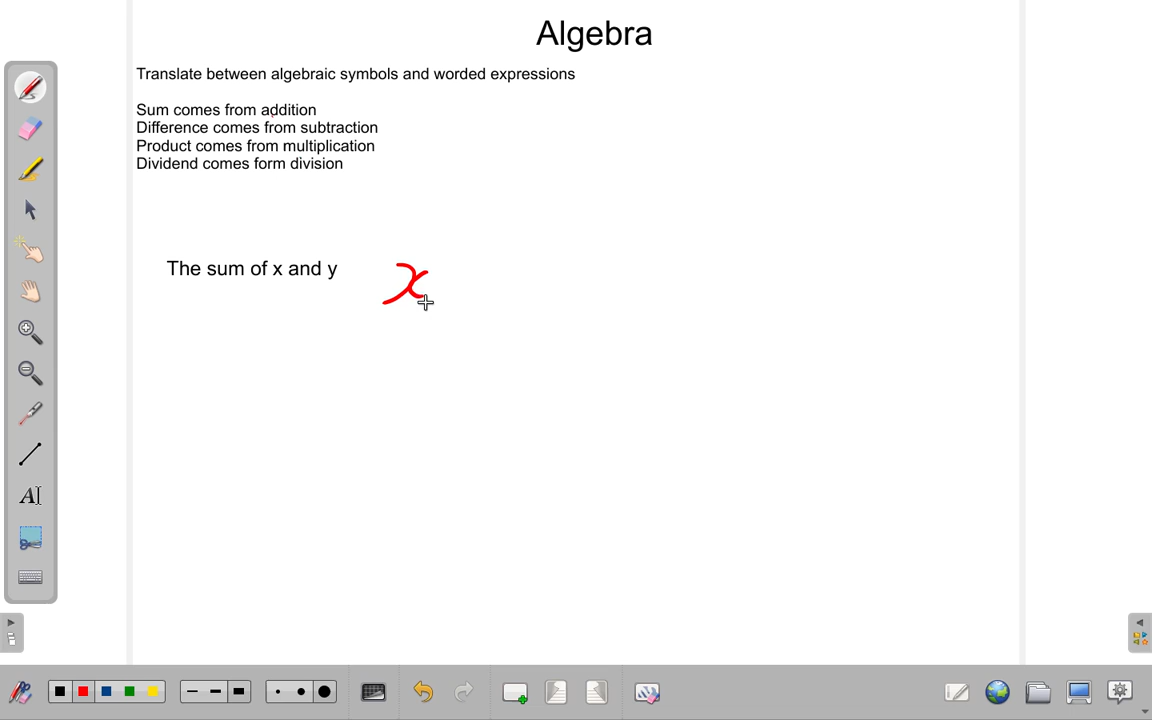 Algebra
Translate between algebraic symbols and worded expressions
Sum comes from addition
Difference comes from subtraction
Product comes from multiplication
Dividend comes form division
The sum of x and y x